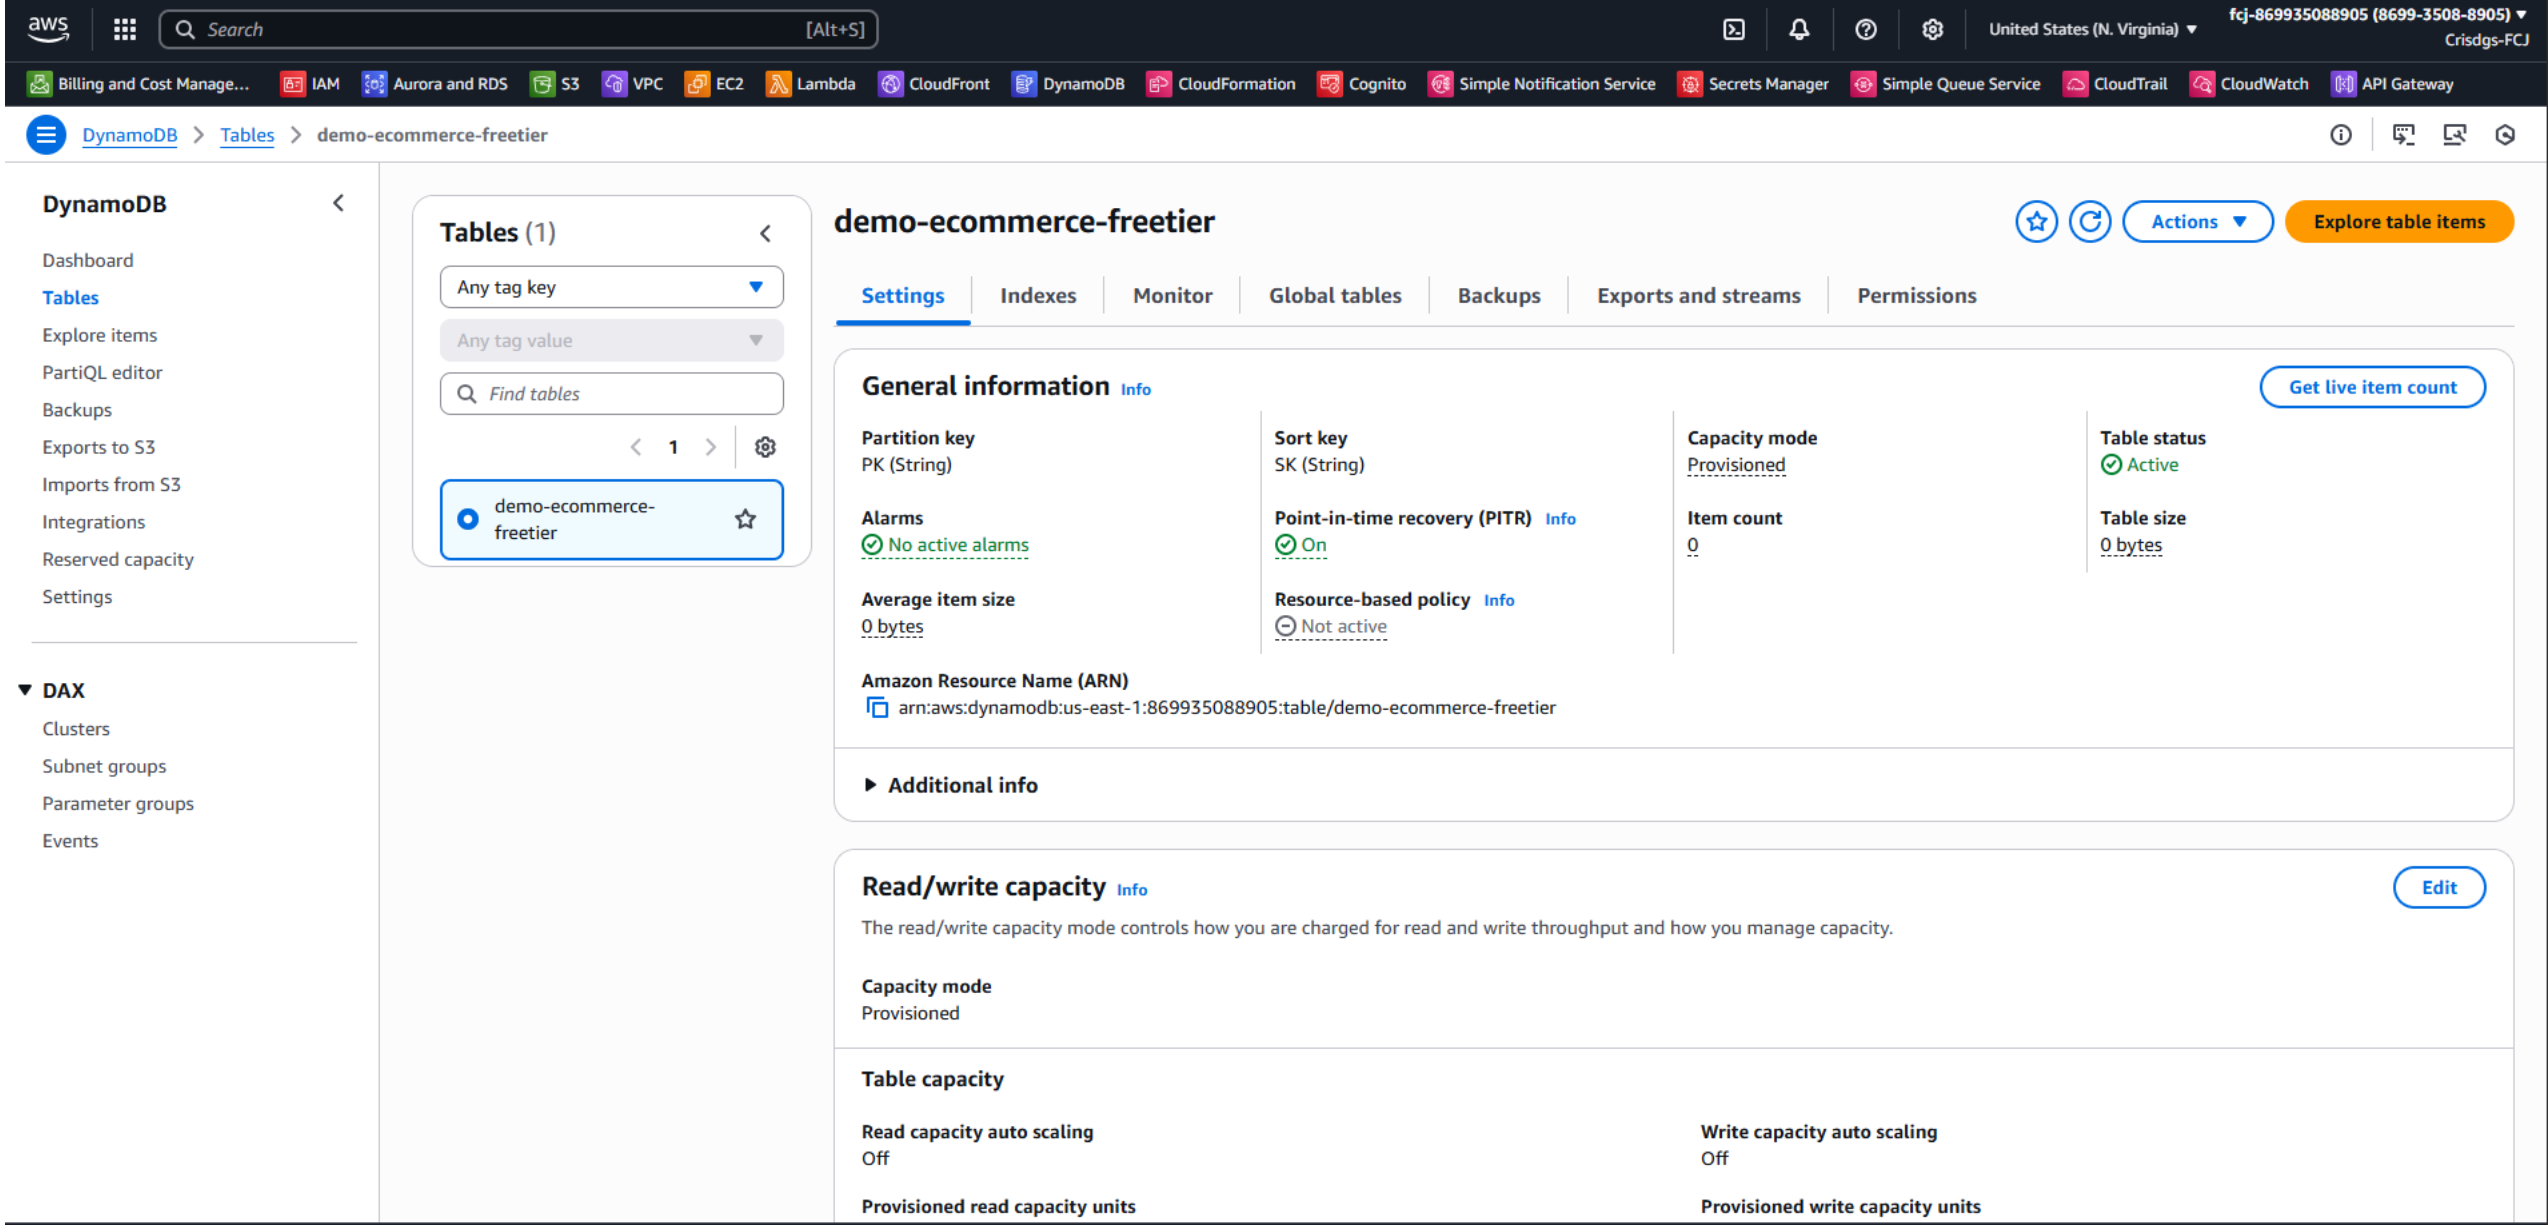 aws
Search [Alt+S]
United States (N. Virginia)
fcj-869935088905 (8699-3508-8905)
Crisdgs-FCJ
Billing and Cost Manage... IAM Aurora and RDS S3 VPC EC2 Lambda CloudFront DynamoDB CloudFormation Cognito Simple Notification Service Secrets Manager Simple Queue Service CloudTrail CloudWatch API Gateway
DynamoDB > Tables > demo-ecommerce-freetier
DynamoDB
Dashboard
Tables
Explore items
PartiQL editor
Backups
Exports to S3
Imports from S3
Integrations
Reserved capacity
Settings
DAX
Clusters
Subnet groups
Parameter groups
Events
Tables (1)
Any tag key
Any tag value
Find tables
1
demo-ecommerce-
freetier
demo-ecommerce-freetier
Actions
Explore table items
Settings Indexes Monitor Global tables Backups Exports and streams Permissions
General information Info
Get live item count
Partition key
PK (String)
Sort key
SK (String)
Capacity mode
Provisioned
Table status
Active
Alarms
No active alarms
Point-in-time recovery (PITR) Info
On
Item count
0
Table size
0 bytes
Average item size
0 bytes
Resource-based policy Info
Not active
Amazon Resource Name (ARN)
arn:aws:dynamodb:us-east-1:869935088905:table/demo-ecommerce-freetier
Additional info
Read/write capacity Info
Edit
The read/write capacity mode controls how you are charged for read and write throughput and how you manage capacity.
Capacity mode
Provisioned
Table capacity
Read capacity auto scaling
Off
Write capacity auto scaling
Off
Provisioned read capacity units
Provisioned write capacity units